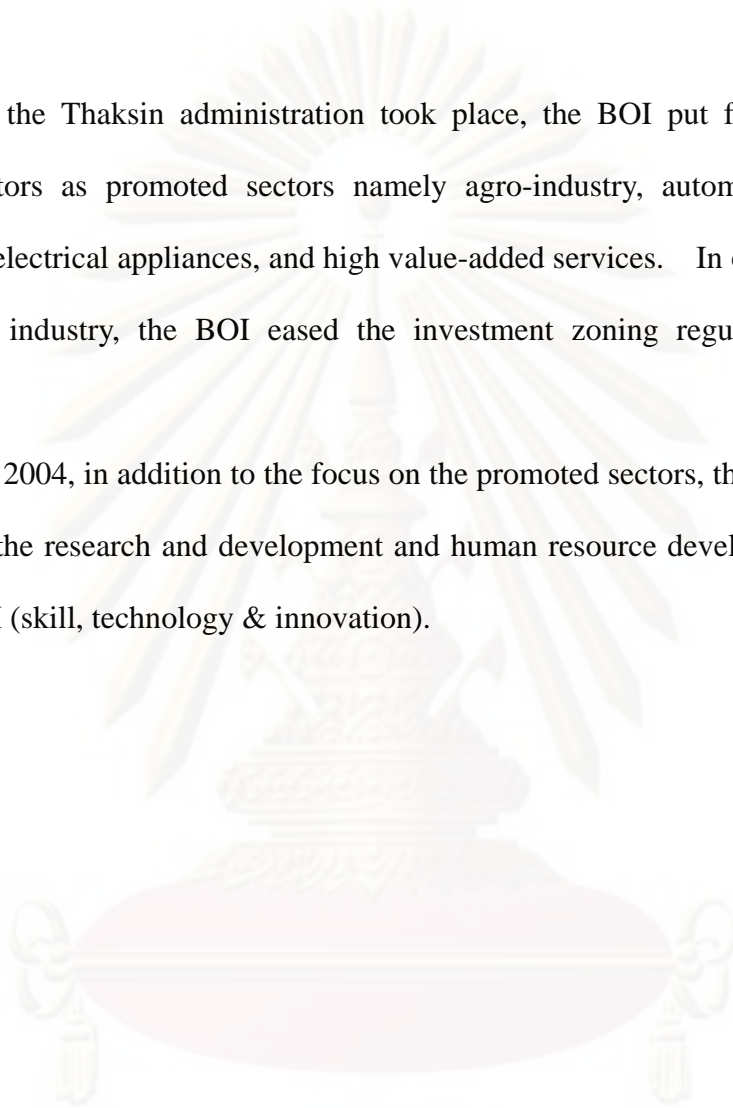 the Thaksin administration took place, the BOI put f
tors as promoted sectors namely agro-industry, autom
electrical appliances, and high value-added services. In
industry, the BOI eased the investment zoning regu
2004, in addition to the focus on the promoted sectors, th
the research and development and human resource devel
(skill, technology & innovation).